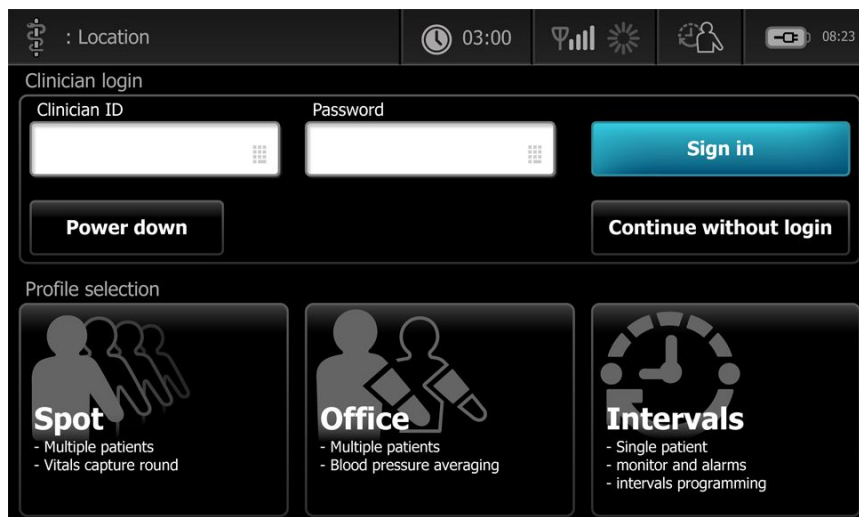 : Location
03:00
08:23
Clinician login
Clinician ID
Password
Sign in
Power down
Continue without login
Profile selection
Spot
- Multiple patients
- Vitals capture round
Office
- Multiple patients
- Blood pressure averaging
Intervals
- Single patient
- monitor and alarms
- intervals programming